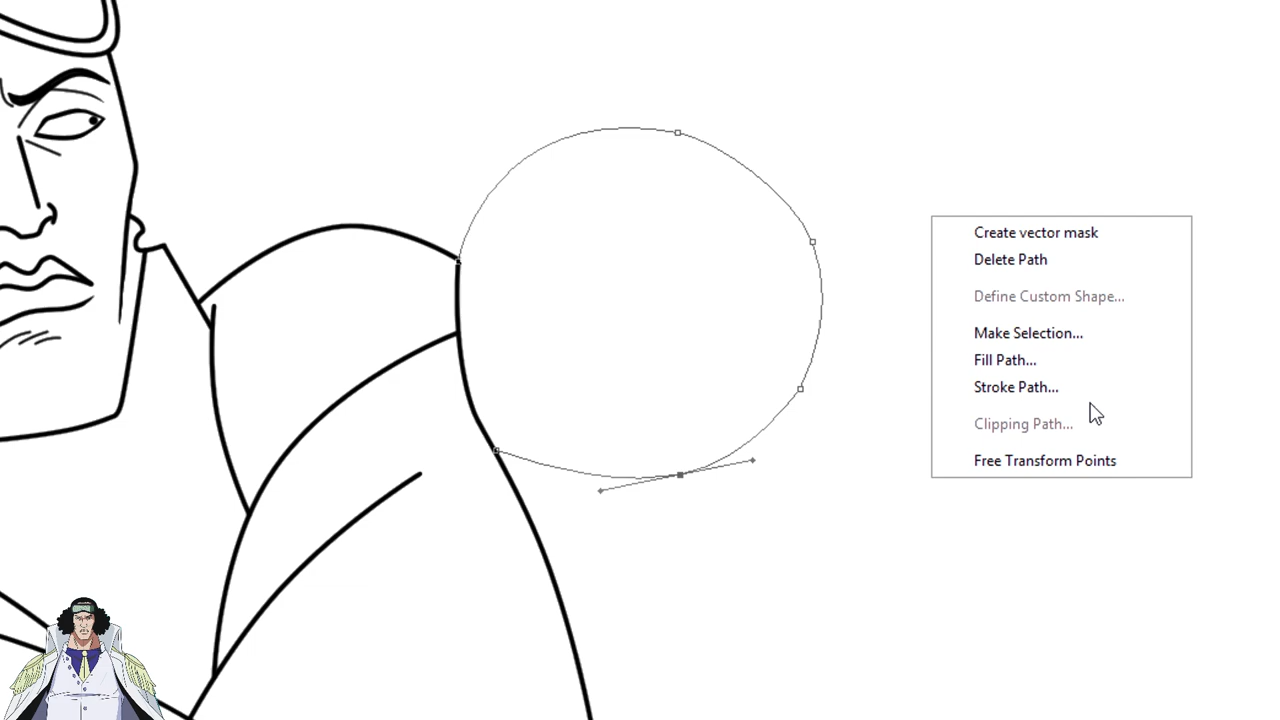 Create vector mask
Delete Path
Define Custom Shape...
Make Selection...
Fill Path...
Stroke Path...
Clipping Path...
Free Transform Points